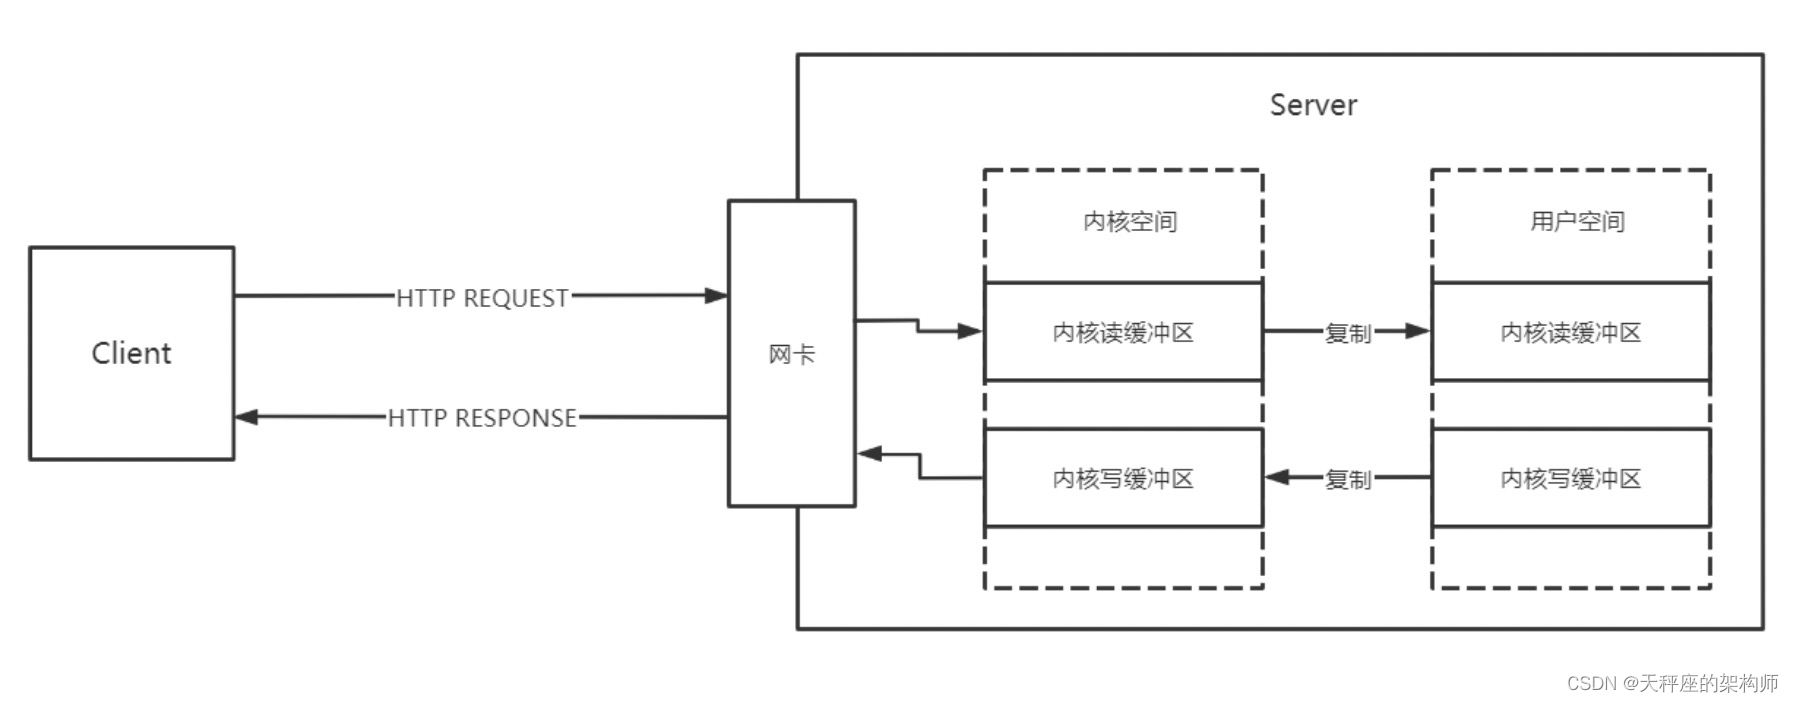 Server
内核空间
用户空间
HTTP REQUEST
Client
网卡
内核读缓冲区
复制
内核读缓冲区
HTTP RESPONSE
内核写缓冲区
复制
内核写缓冲区
CSDN @天秤座的架构师